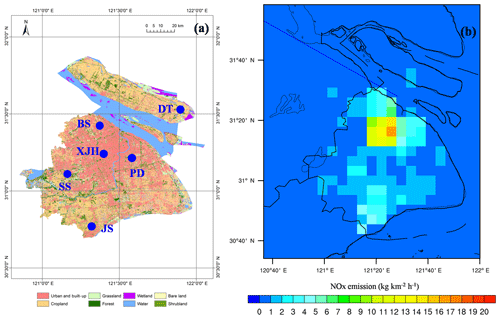 121°0'0" E 121°30'0" E 122°0'0" E
0 5 10 20 km
N
(a)
32°0'0" N
31°30'0" N
31°0'0" N
30°30'0" N
DT
BS
XJH
PD
SS
JS
121°0'0" E 121°30'0" E 122°0'0" E
Urban and built-up Grassland Wetland Bare land
Cropland Forest Water Shrubland
(b)
31°40' N
31°20' N
31°0' N
30°40' N
120°40' E 121°0' E 121°20' E 121°40' E 122°0' E
NOx emission (kg km⁻² h⁻¹)
0 1 2 3 4 5 6 7 8 9 10 11 12 13 14 15 16 17 18 19 20